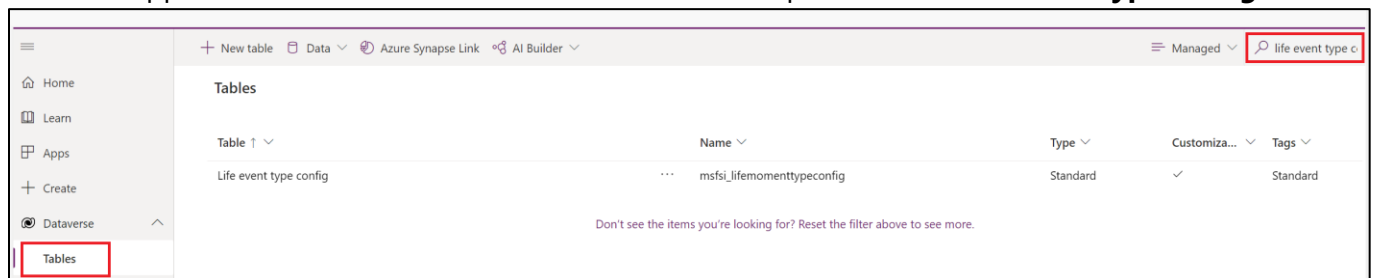 New table Data Azure Synapse Link AI Builder Managed life event type c
Home
Tables
Learn
Table ↑ Name Type Customiza... Tags
Apps
Life event type config ... msfsi_lifemomenttypeconfig Standard Standard
Create
Dataverse
Don't see the items you're looking for? Reset the filter above to see more.
Tables